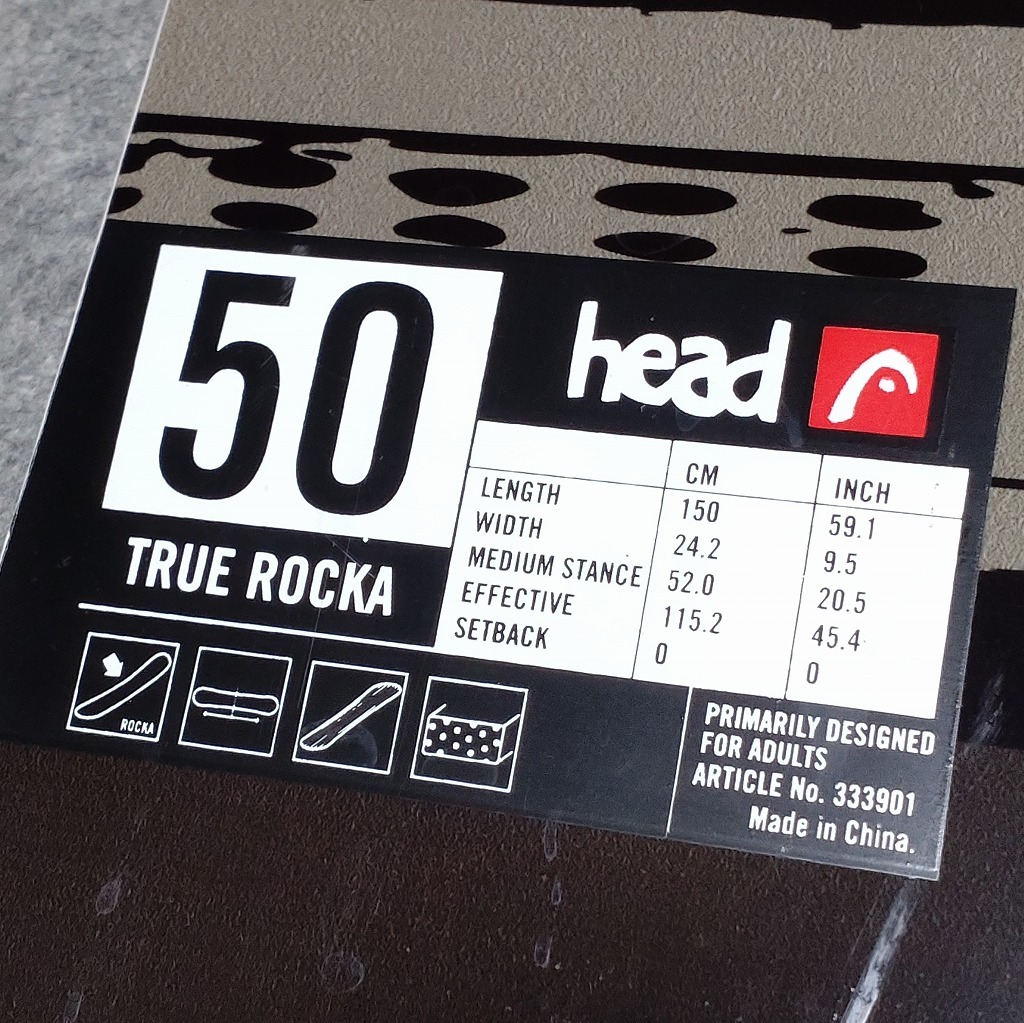 50
head
TRUE ROCKA
CM INCH
LENGTH 150 59.1
WIDTH 24.2 9.5
MEDIUM STANCE 52.0 20.5
EFFECTIVE 115.2 45.4
SETBACK 0 0
ROCKA
PRIMARILY DESIGNED
FOR ADULTS
ARTICLE No. 333901
Made in China.